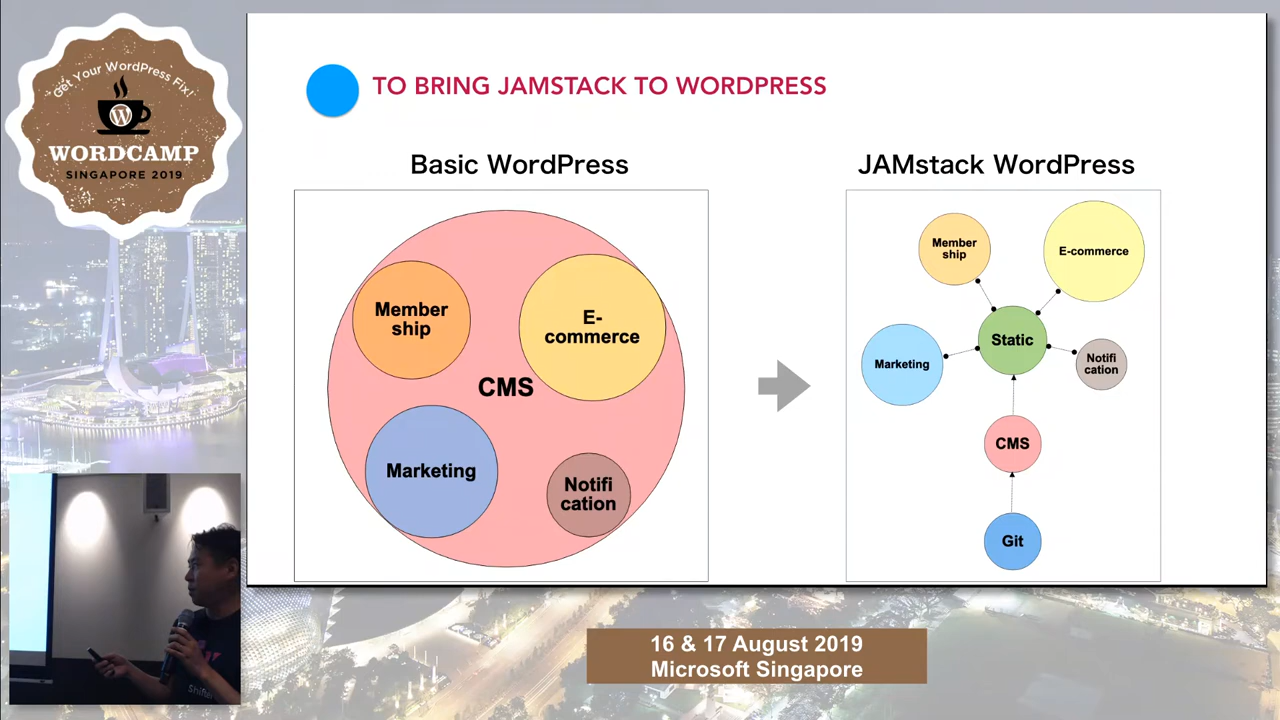 Get Your WordPress Fix!
WORDCAMP
SINGAPORE 2019
TO BRING JAMSTACK TO WORDPRESS
Basic WordPress
Member
ship
E-
commerce
CMS
Marketing
Notifi
cation
JAMstack WordPress
Member
ship
E-commerce
Static
Marketing
Notifi
cation
CMS
Git
Shifter
16 & 17 August 2019
Microsoft Singapore